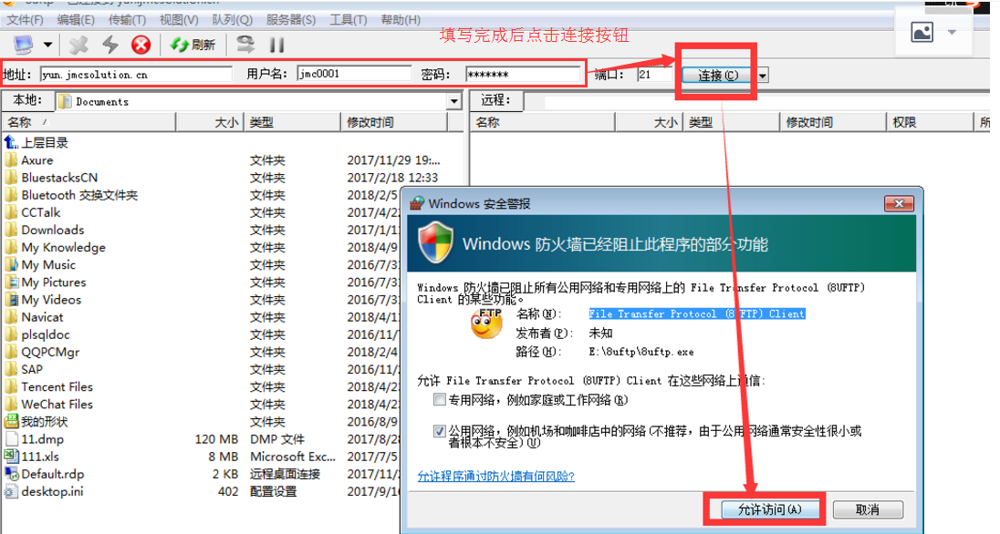 文件(F) 编辑(E) 传输(T) 视图(V) 队列(Q) 服务器(S) 工具(T) 帮助(H)
刷新
填写完成后点击连接按钮
地址: yun.jmcsolution.cn 用户名: jmc0001 密码: ******* 端口: 21 连接(C)
本地: Documents 远程:
名称 / 大小 类型 修改时间 名称 大小 类型 修改时间 权限
上层目录
Axure 文件夹 2017/11/29 19:...
BluestacksCN 文件夹 2017/2/18 12:33
Bluetooth 交换文件夹 文件夹 2018/2/5
CCTalk 文件夹 2017/4/2
Downloads 文件夹 2017/1/1
My Knowledge 文件夹 2018/4/9
My Music 文件夹 2016/7/3
My Pictures 文件夹 2016/7/3
My Videos 文件夹 2016/7/3
Navicat 文件夹 2018/4/1
plsqldoc 文件夹 2016/11/
QQPCMgr 文件夹 2018/2/4
SAP 文件夹 2016/11/
Tencent Files 文件夹 2018/4/2
WeChat Files 文件夹 2018/4/2
我的形状 文件夹 2016/8/9
11.dmp 120 MB DMP 文件 2017/8/2
111.xls 8 MB Microsoft Exc... 2017/7/5
Default.rdp 2 KB 远程桌面连接 2017/11/
desktop.ini 402 配置设置 2017/9/1
Windows 安全警报
Windows 防火墙已经阻止此程序的部分功能
Windows 防火墙已阻止所有公用网络和专用网络上的 File Transfer Protocol (8UFTP)
Client 的某些功能。
FTP
名称(N): File Transfer Protocol (8UFTP) Client
发布者(P): 未知
路径(H): E:\8uftp\8uftp.exe
允许 File Transfer Protocol (8UFTP) Client 在这些网络上通信:
专用网络，例如家庭或工作网络(R)
公用网络，例如机场和咖啡店中的网络(不推荐，由于公用网络通常安全性很小或
者根本不安全)(U)
允许程序通过防火墙有何风险?
允许访问(A) 取消